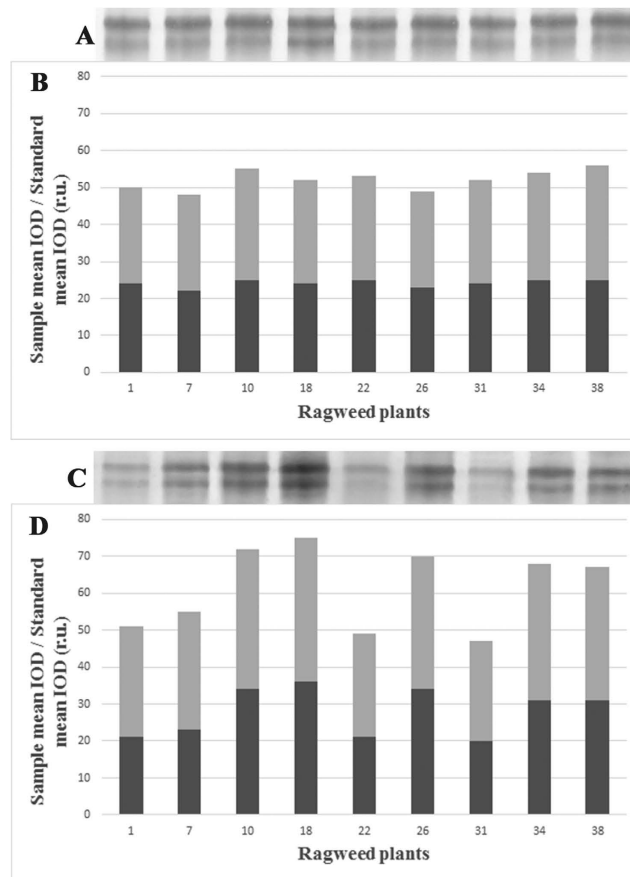 A
B
Sample mean IOD / Standard
mean IOD (r.u.)
80
70
60
50
40
30
20
10
0
1 7 10 18 22 26 31 34 38
Ragweed plants
C
D
Sample mean IOD / Standard
mean IOD (r.u.)
80
70
60
50
40
30
20
10
0
1 7 10 18 22 26 31 34 38
Ragweed plants